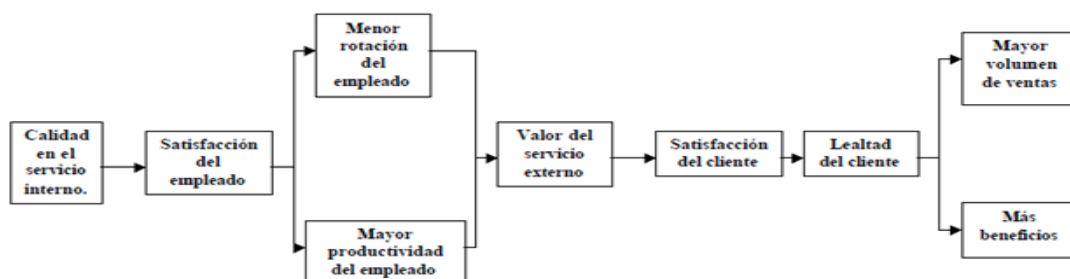 Calidad
en el
servicio
interno.
Satisfacción
del
empleado
Menor
rotación
del
empleado
Mayor
productividad
del empleado
Valor del
servicio
externo
Satisfacción
del cliente
Lealtad
del cliente
Mayor
volumen
de ventas
Más
beneficios